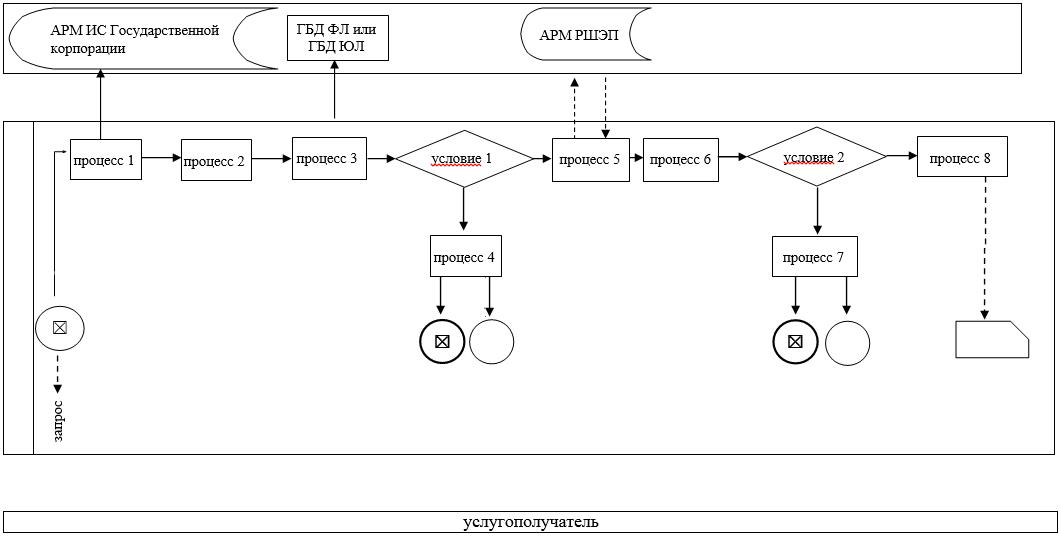 АРМ ИС Государственной
корпорации
ГБД ФЛ или
ГБД ЮЛ
АРМ РШЭП
процесс 1
процесс 2
процесс 3
условие 1
процесс 5
процесс 6
условие 2
процесс 8
процесс 4
процесс 7
запрос
услугополучатель